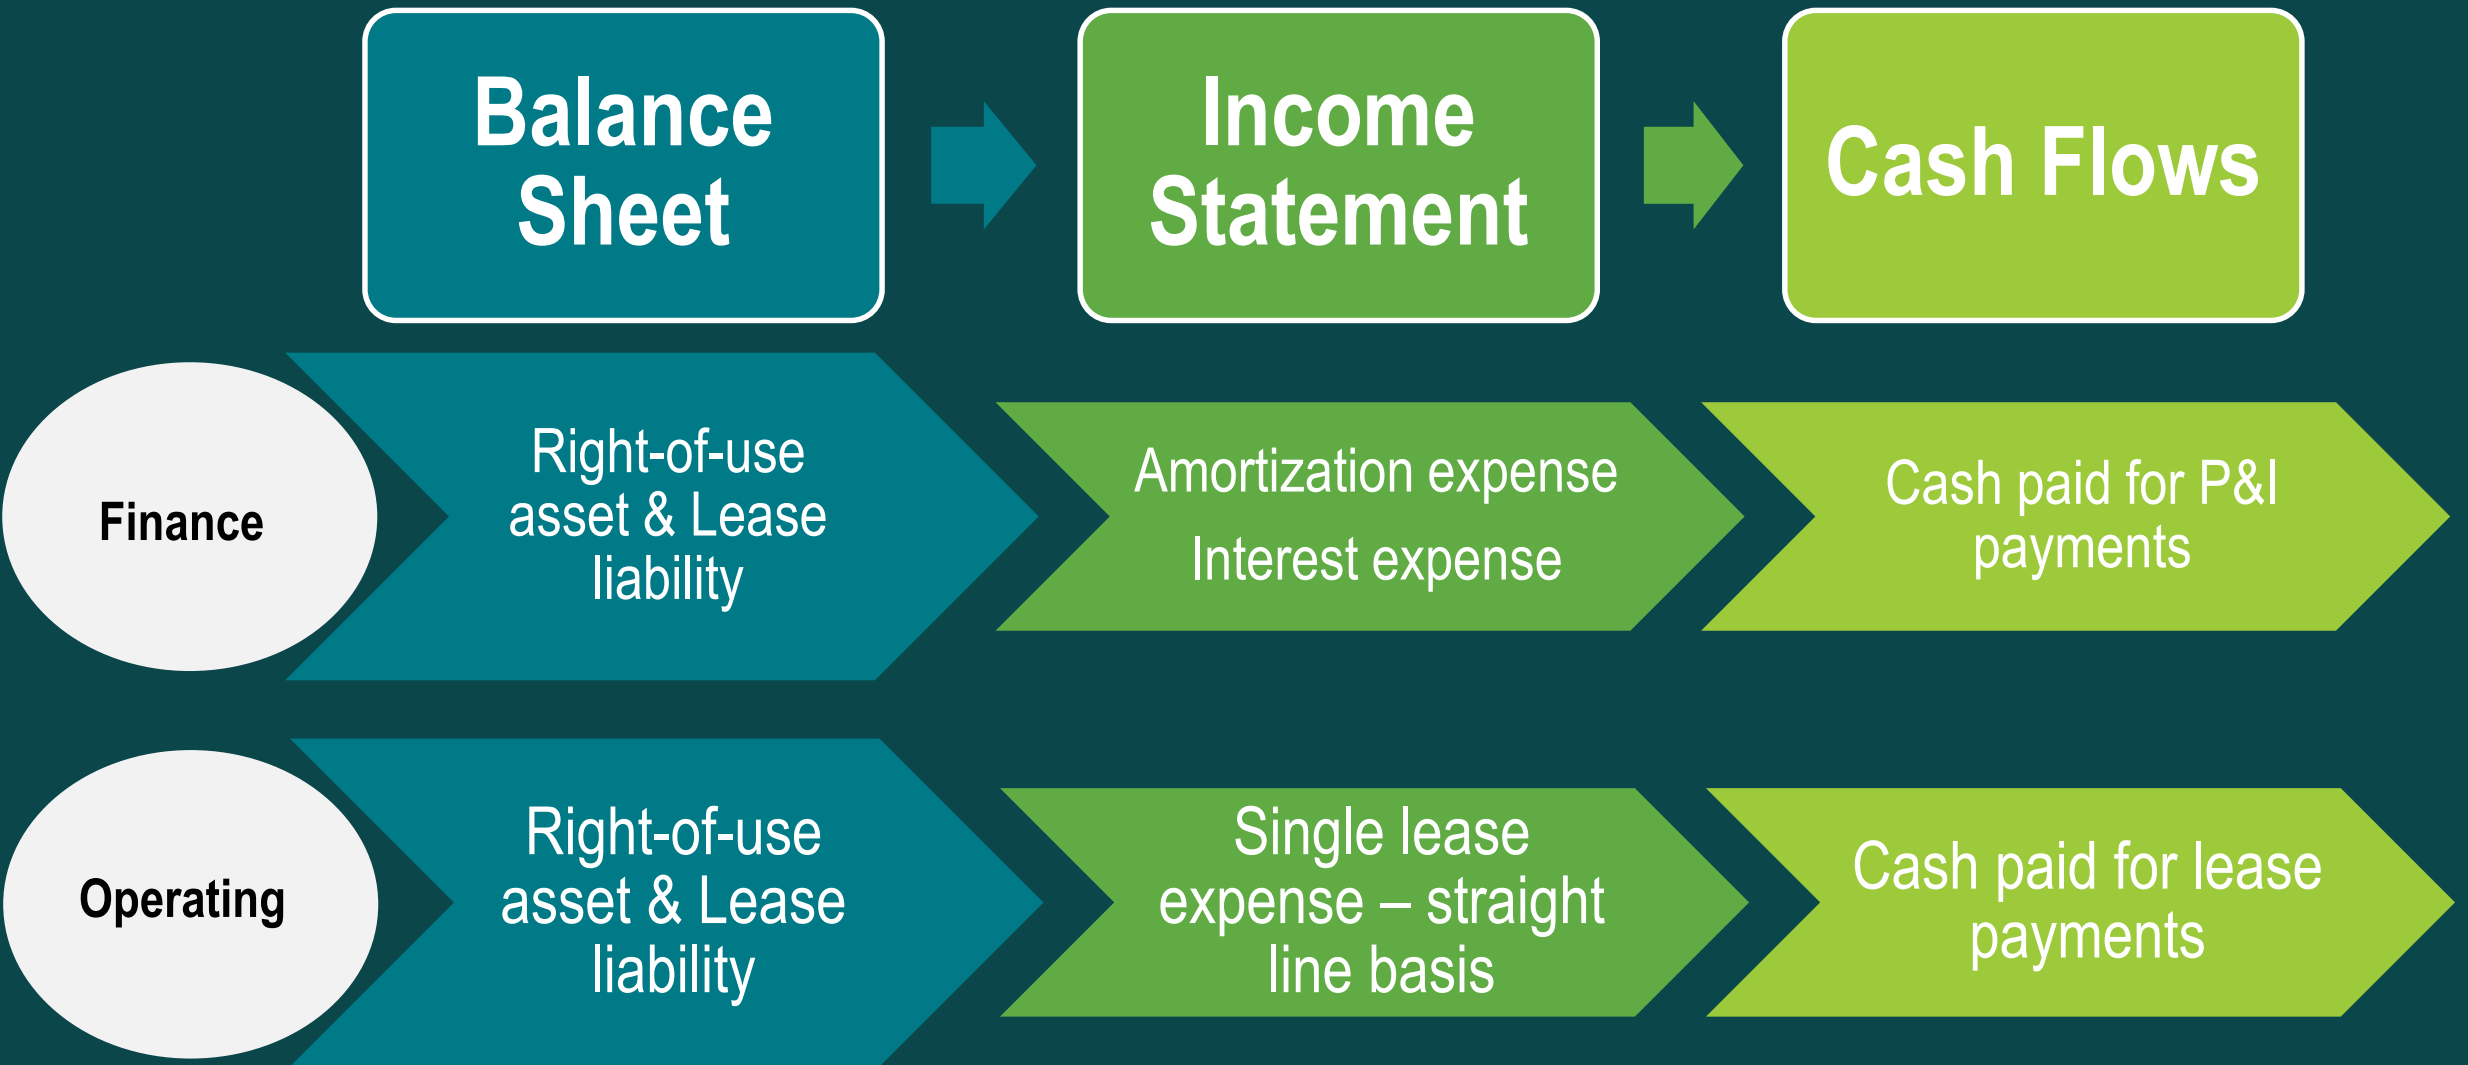 Balance
Sheet
Income
Statement
Cash Flows
Finance
Right-of-use
asset & Lease
liability
Amortization expense
Interest expense
Cash paid for P&I
payments
Operating
Right-of-use
asset & Lease
liability
Single lease
expense – straight
line basis
Cash paid for lease
payments